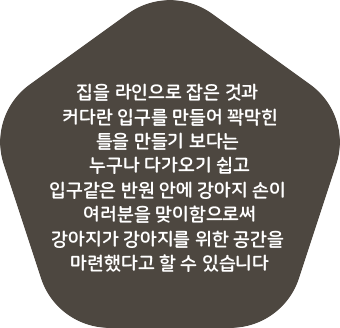 집을 라인으로 잡은 것과
커다란 입구를 만들어 꽉막힌
틀을 만들기 보다는
누구나 다가오기 쉽고
입구같은 반원 안에 강아지 손이
여러분을 맞이함으로써
강아지가 강아지를 위한 공간을
마련했다고 할 수 있습니다